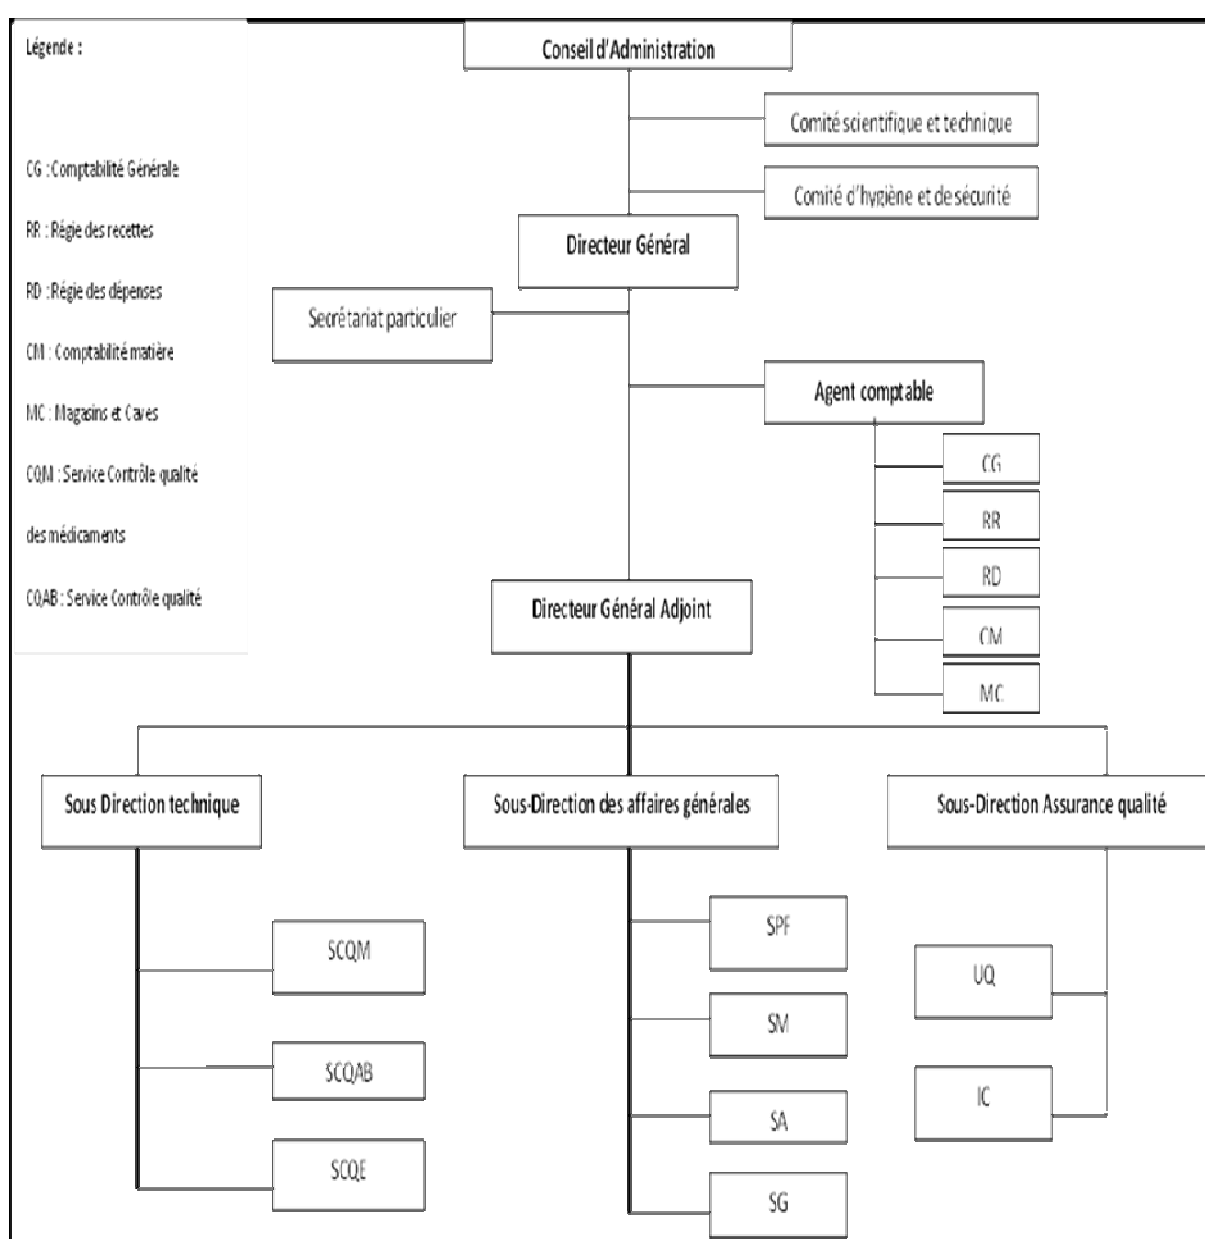 Légende :
CG : Comptabilité Générale
RR : Régie des recettes
RD : Régie des dépenses
CM : Comptabilité matière
MC : Magasins et Caves
CQM : Service Contrôle qualité
des médicaments
CQAB : Service Contrôle qualité
Conseil d'Administration
Comité scientifique et technique
Comité d'hygiène et de sécurité
Directeur Général
Secrétariat particulier
Agent comptable
CG
RR
RD
CM
MC
Directeur Général Adjoint
Sous Direction technique
Sous-Direction des affaires générales
Sous-Direction Assurance qualité
SCQM
SCQAB
SCQE
SPF
SM
SA
SG
UQ
IC